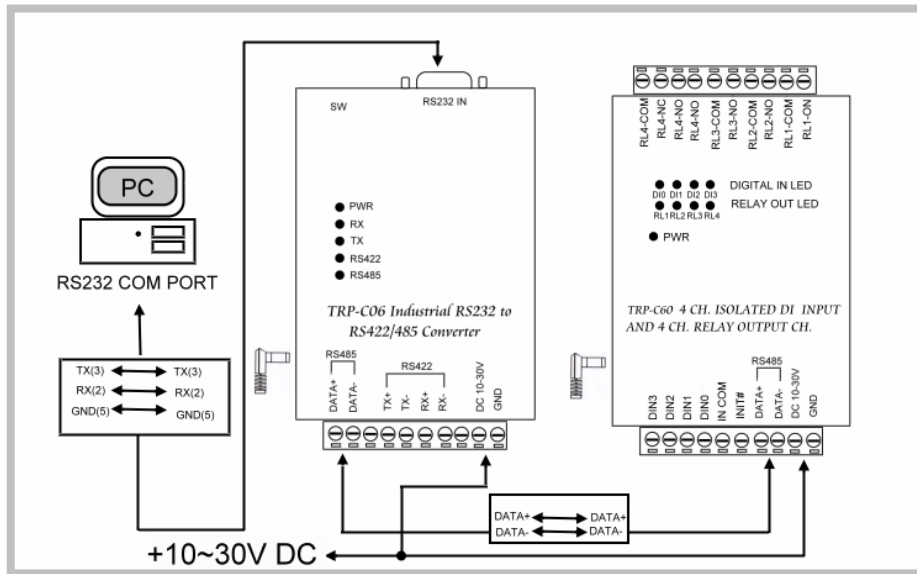 RS232 IN
SW
PWR
RX
TX
RS422
RS485
TRP-C06 Industrial RS232 to
RS422/485 Converter
RS485
RS422
DATA+
DATA-
TX+
TX-
RX+
RX-
DC 10-30V
GND
PC
RS232 COM PORT
TX(3) TX(3)
RX(2) RX(2)
GND(5) GND(5)
RL4-COM
RL4-NC
RL4-NO
RL4-NO
RL3-COM
RL3-NO
RL2-COM
RL2-NO
RL1-COM
RL1-ON
DIGITAL IN LED
DI0 DI1 DI2 DI3
RELAY OUT LED
RL1 RL2 RL3 RL4
PWR
TRP-C60 4 CH. ISOLATED DI INPUT
AND 4 CH. RELAY OUTPUT CH.
RS485
DIN3
DIN2
DIN1
DIN0
IN COM
INIT#
DATA+
DATA-
DC 10-30V
GND
DATA+ DATA+
DATA- DATA-
+10~30V DC